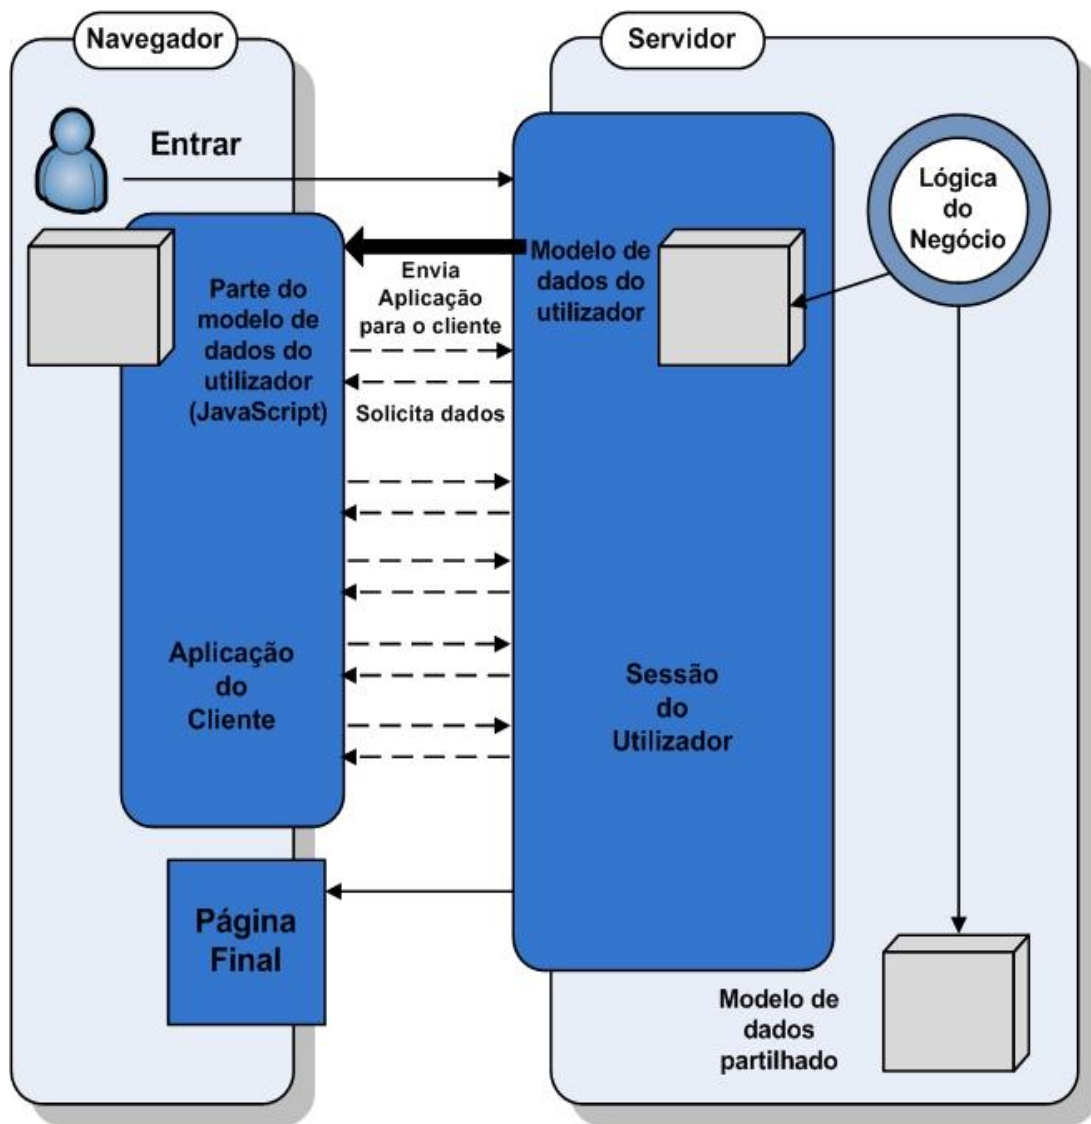 Navegador
Servidor
Entrar
Lógica
do
Negócio
Envia
Aplicação
para o cliente
Modelo de
dados do
utilizador
Parte do
modelo de
dados do
utilizador
(JavaScript)
Solicita dados
Aplicação
do
Cliente
Sessão
do
Utilizador
Página
Final
Modelo de
dados
partilhado